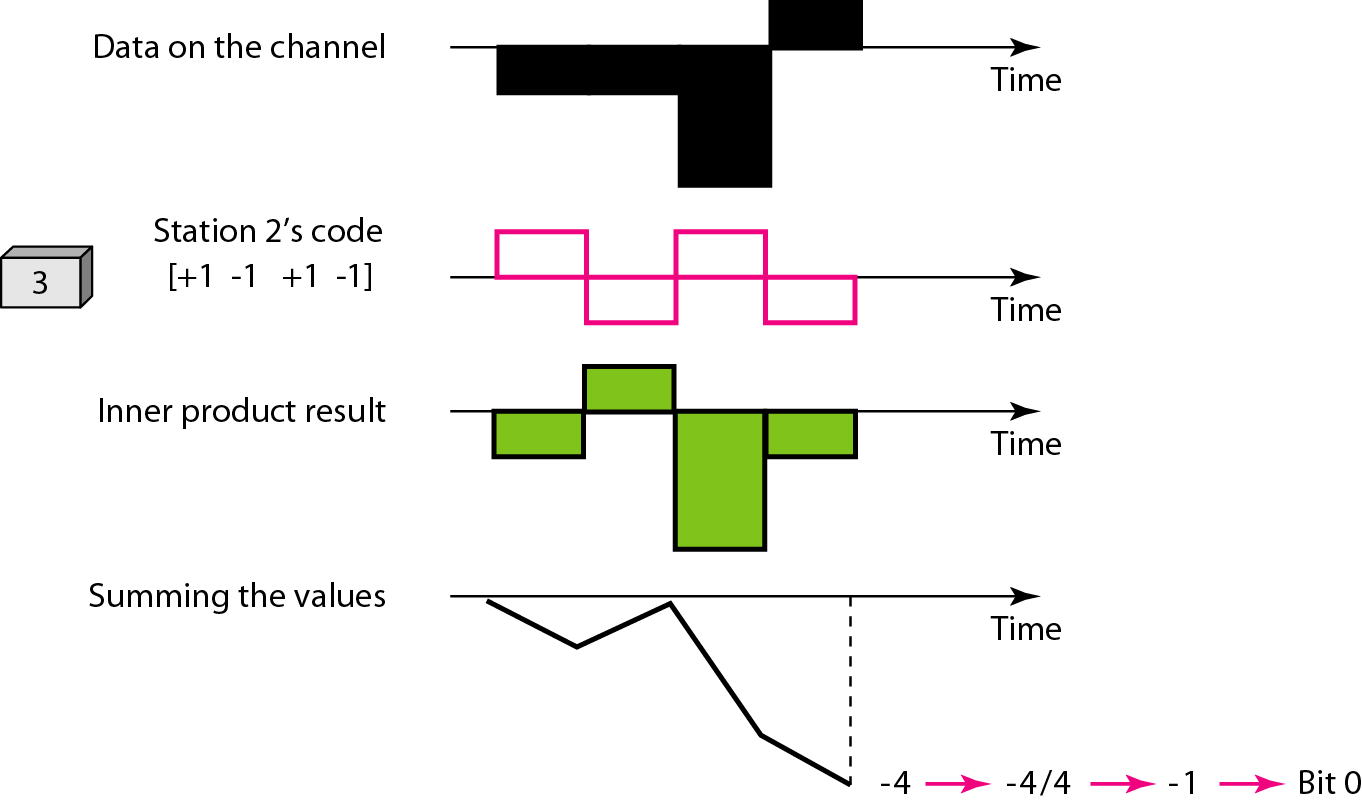 Data on the channel
Time
Station 2’s code
[+1 -1 +1 -1]
3
Time
Inner product result
Time
Summing the values
Time
-4 -4/4 -1 Bit 0